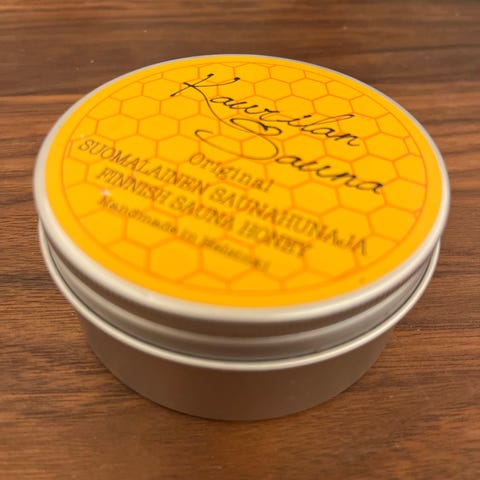 Kaurilan
Sauna
Original
SUOMALAINEN SAUNAHUNAJA
FINNISH SAUNA HONEY
Handmade in Helsinki